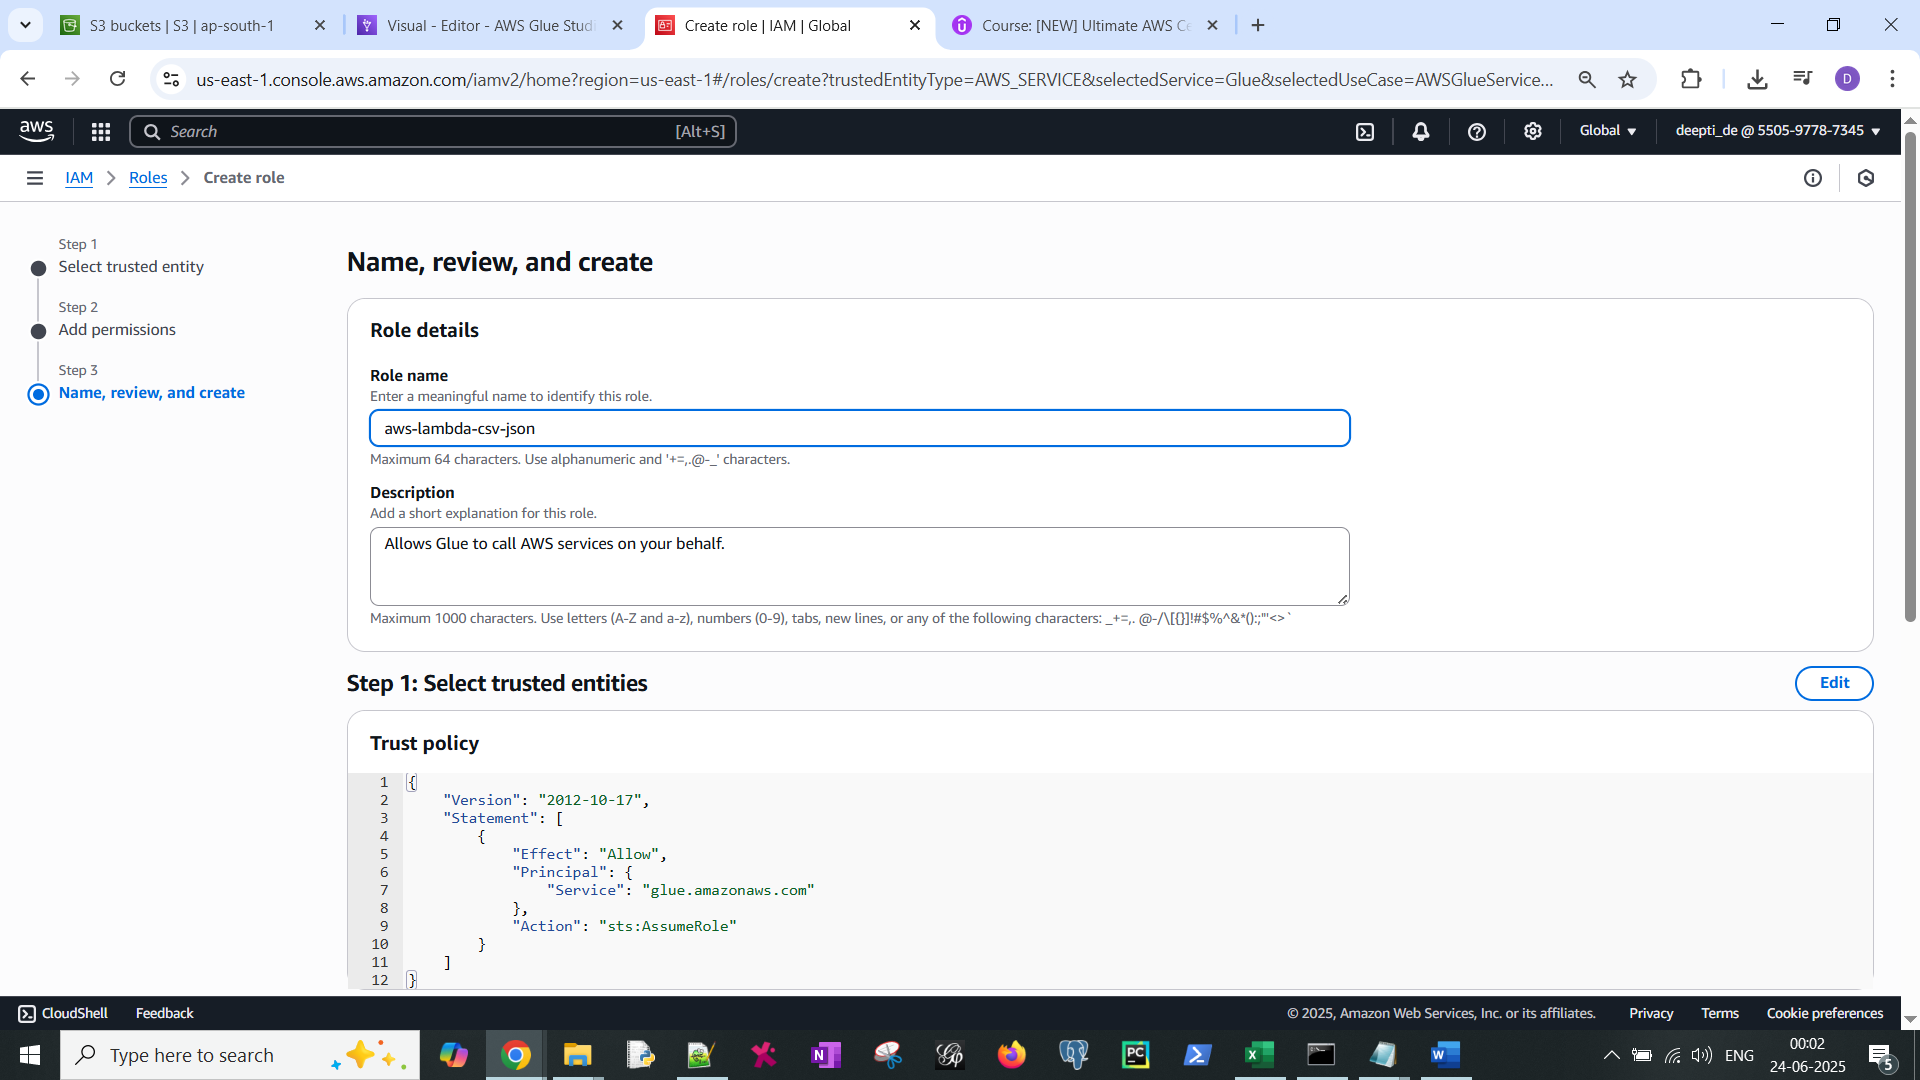 S3 buckets | S3 | ap-south-1
Visual - Editor - AWS Glue Studi
Create role | IAM | Global
Course: [NEW] Ultimate AWS Ce
us-east-1.console.aws.amazon.com/iamv2/home?region=us-east-1#/roles/create?trustedEntityType=AWS_SERVICE&selectedService=Glue&selectedUseCase=AWSGlueService...
D
aws
Search
[Alt+S]
Global
deepti_de @ 5505-9778-7345
IAM
Roles
Create role
Step 1
Select trusted entity
Step 2
Add permissions
Step 3
Name, review, and create
Name, review, and create
Role details
Role name
Enter a meaningful name to identify this role.
aws-lambda-csv-json
Maximum 64 characters. Use alphanumeric and '+=,.@-_' characters.
Description
Add a short explanation for this role.
Allows Glue to call AWS services on your behalf.
Maximum 1000 characters. Use letters (A-Z and a-z), numbers (0-9), tabs, new lines, or any of the following characters: _+=,. @-/\[{}]!#$%^&*();:;"'<>`
Step 1: Select trusted entities
Edit
Trust policy
1 {
2 "Version": "2012-10-17",
3 "Statement": [
4 {
5 "Effect": "Allow",
6 "Principal": {
7 "Service": "glue.amazonaws.com"
8 },
9 "Action": "sts:AssumeRole"
10 }
11 ]
12 }
CloudShell
Feedback
© 2025, Amazon Web Services, Inc. or its affiliates.
Privacy
Terms
Cookie preferences
Type here to search
ENG
00:02
24-06-2025
5